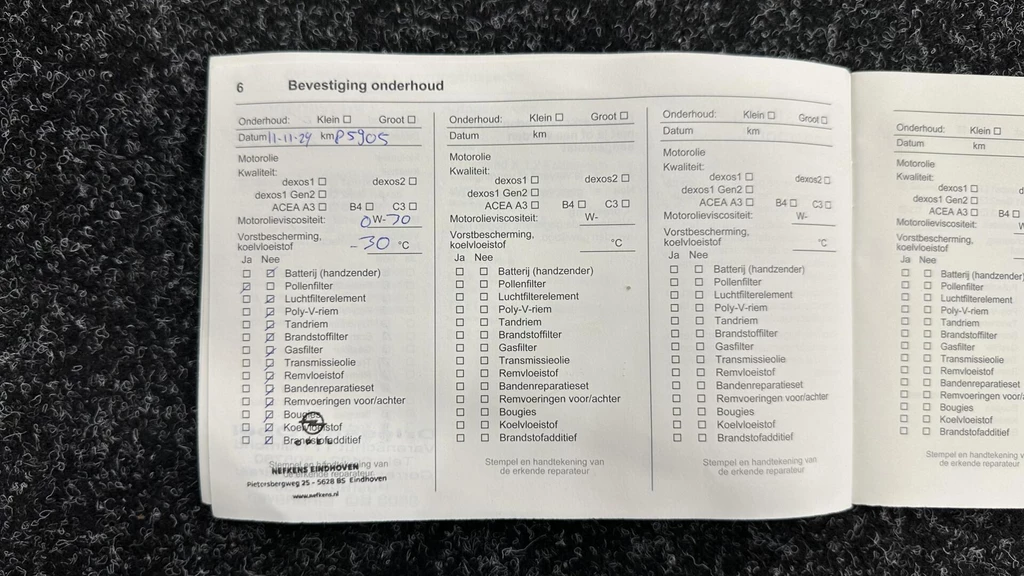 6 Bevestiging onderhoud
Onderhoud: Klein Groot
Datum 11-11-24 km 85905
Motorolie
Kwaliteit:
dexos1 dexos2
dexos1 Gen2
ACEA A3 B4 C3
Motorolieviscositeit: 0W-
Vorstbescherming,
koelvloeistof -30 °C
Ja Nee
Batterij (handzender)
Pollenfilter
Luchtfilterelement
Poly-V-riem
Tandriem
Brandstoffilter
Gasfilter
Transmissieolie
Remvloeistof
Bandenreparatieset
Remvoeringen voor/achter
Bougies
Koelvloeistof
Brandstofadditief
Stempel en handtekening van
de erkende reparateur
NEFKENS EINDHOVEN
Pietersbergweg 25 - 5628 BS Eindhoven
www.nefkens.nl
Onderhoud: Klein Groot
Datum km
Motorolie
Kwaliteit:
dexos1 dexos2
dexos1 Gen2
ACEA A3 B4 C3
Motorolieviscositeit: W-
Vorstbescherming,
koelvloeistof °C
Ja Nee
Batterij (handzender)
Pollenfilter
Luchtfilterelement
Poly-V-riem
Tandriem
Brandstoffilter
Gasfilter
Transmissieolie
Remvloeistof
Bandenreparatieset
Remvoeringen voor/achter
Bougies
Koelvloeistof
Brandstofadditief
Stempel en handtekening van
de erkende reparateur
Onderhoud: Klein Groot
Datum km
Motorolie
Kwaliteit:
dexos1 dexos2
dexos1 Gen2
ACEA A3 B4 C3
Motorolieviscositeit: W-
Vorstbescherming,
koelvloeistof °C
Ja Nee
Batterij (handzender)
Pollenfilter
Luchtfilterelement
Poly-V-riem
Tandriem
Brandstoffilter
Gasfilter
Transmissieolie
Remvloeistof
Bandenreparatieset
Remvoeringen voor/achter
Bougies
Koelvloeistof
Brandstofadditief
Stempel en handtekening van
de erkende reparateur
Onderhoud: Klein
Datum km
Motorolie
Kwaliteit:
dexos1
dexos1 Gen2
ACEA A3 B4
Motorolieviscositeit:
Vorstbescherming,
koelvloeistof
Ja Nee
Batterij (handzender)
Pollenfilter
Luchtfilterelement
Poly-V-riem
Tandriem
Brandstoffilter
Gasfilter
Transmissieolie
Remvloeistof
Bandenreparatieset
Remvoeringen voor/
Bougies
Koelvloeistof
Brandstofadditief
Stempel en handtekening v
de erkende reparateur